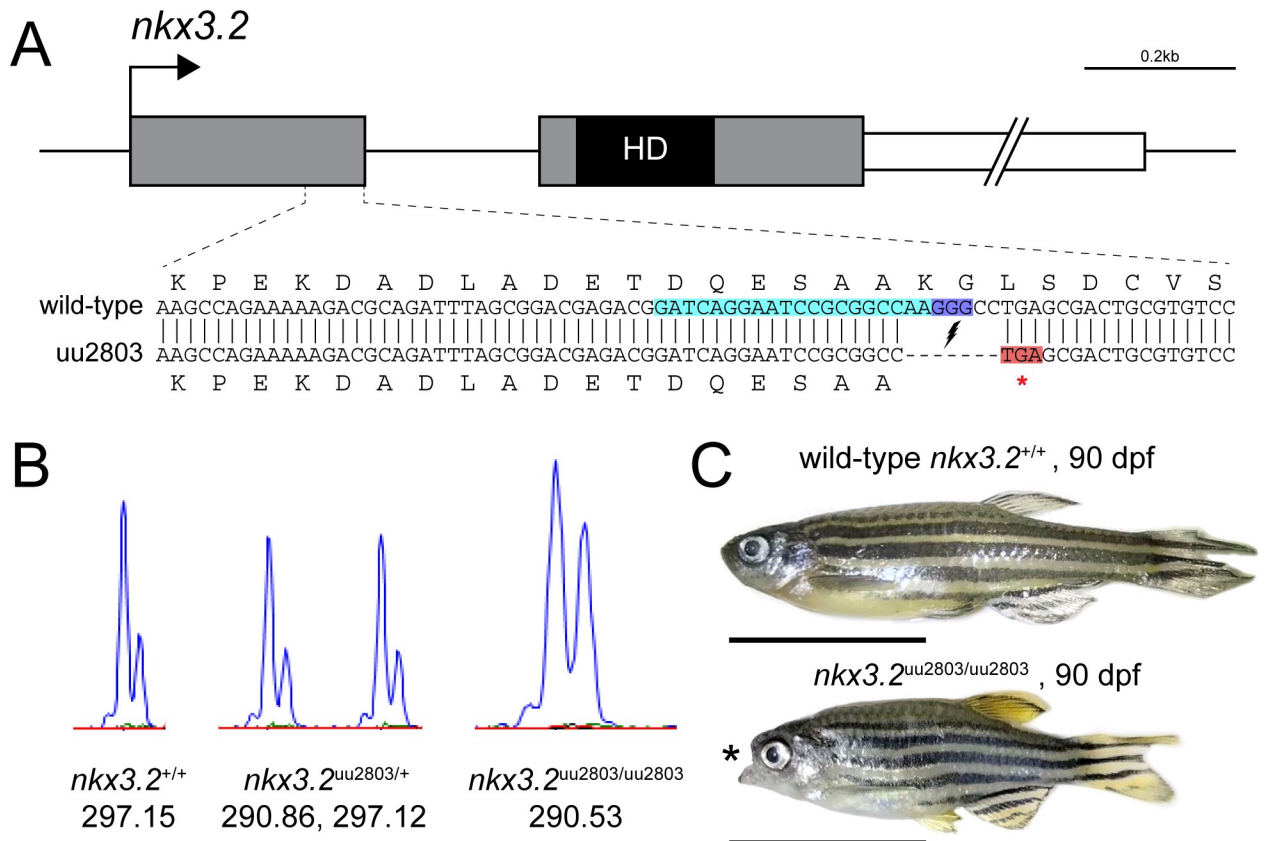 A
nkx3.2
0.2kb
HD
K P E K D A D L A D E T D Q E S A A K G L S D C V S
wild-type AAGCCAGAAAAAGACGCAGATTTAGCGGACGAGACGGATCAGGAATCCGCGGCCAAGGGCCTGAGCGACTGCGTGTCC
uu2803 AAGCCAGAAAAAGACGCAGATTTAGCGGACGAGACGGATCAGGAATCCGCGGCC-------TGAGCGACTGCGTGTCC
K P E K D A D L A D E T D Q E S A A *
B
nkx3.2+/+
297.15
nkx3.2uu2803/+
290.86, 297.12
nkx3.2uu2803/uu2803
290.53
C
wild-type nkx3.2+/+ , 90 dpf
nkx3.2uu2803/uu2803 , 90 dpf
*